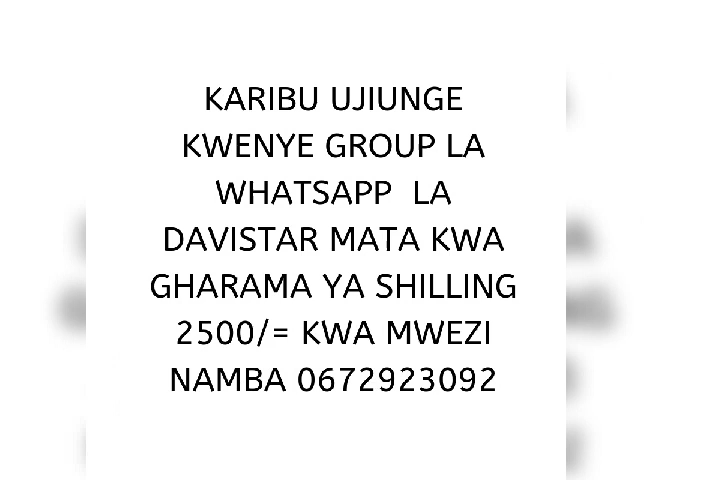 KARIBU UJIUNGE
KWENYE GROUP LA
WHATSAPP LA
DAVISTAR MATA KWA
GHARAMA YA SHILLING
2500/= KWA MWEZI
NAMBA 0672923092